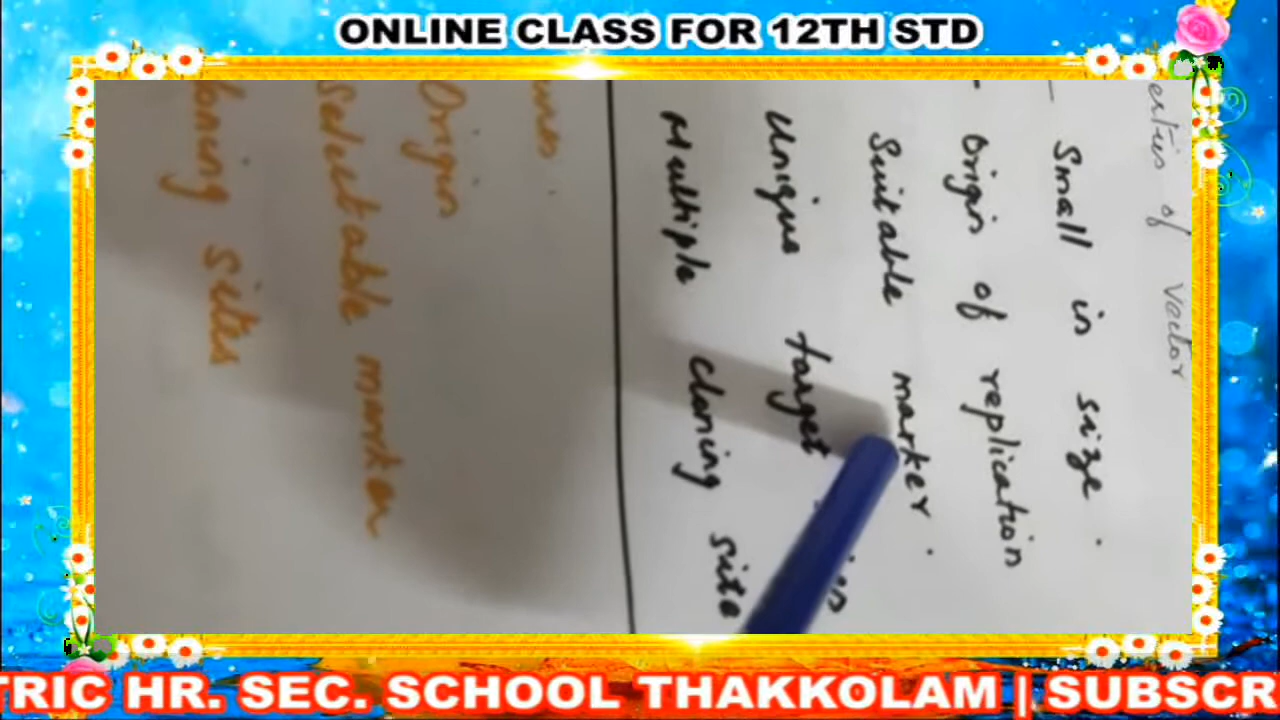 ONLINE CLASS FOR 12TH STD
of Vector
Small in size.
Origin of replication
Suitable marker.
Unique target
Multiple cloning site
Origin
Selectable marker
sites
TRIC HR. SEC. SCHOOL THAKKOLAM | SUBSCR